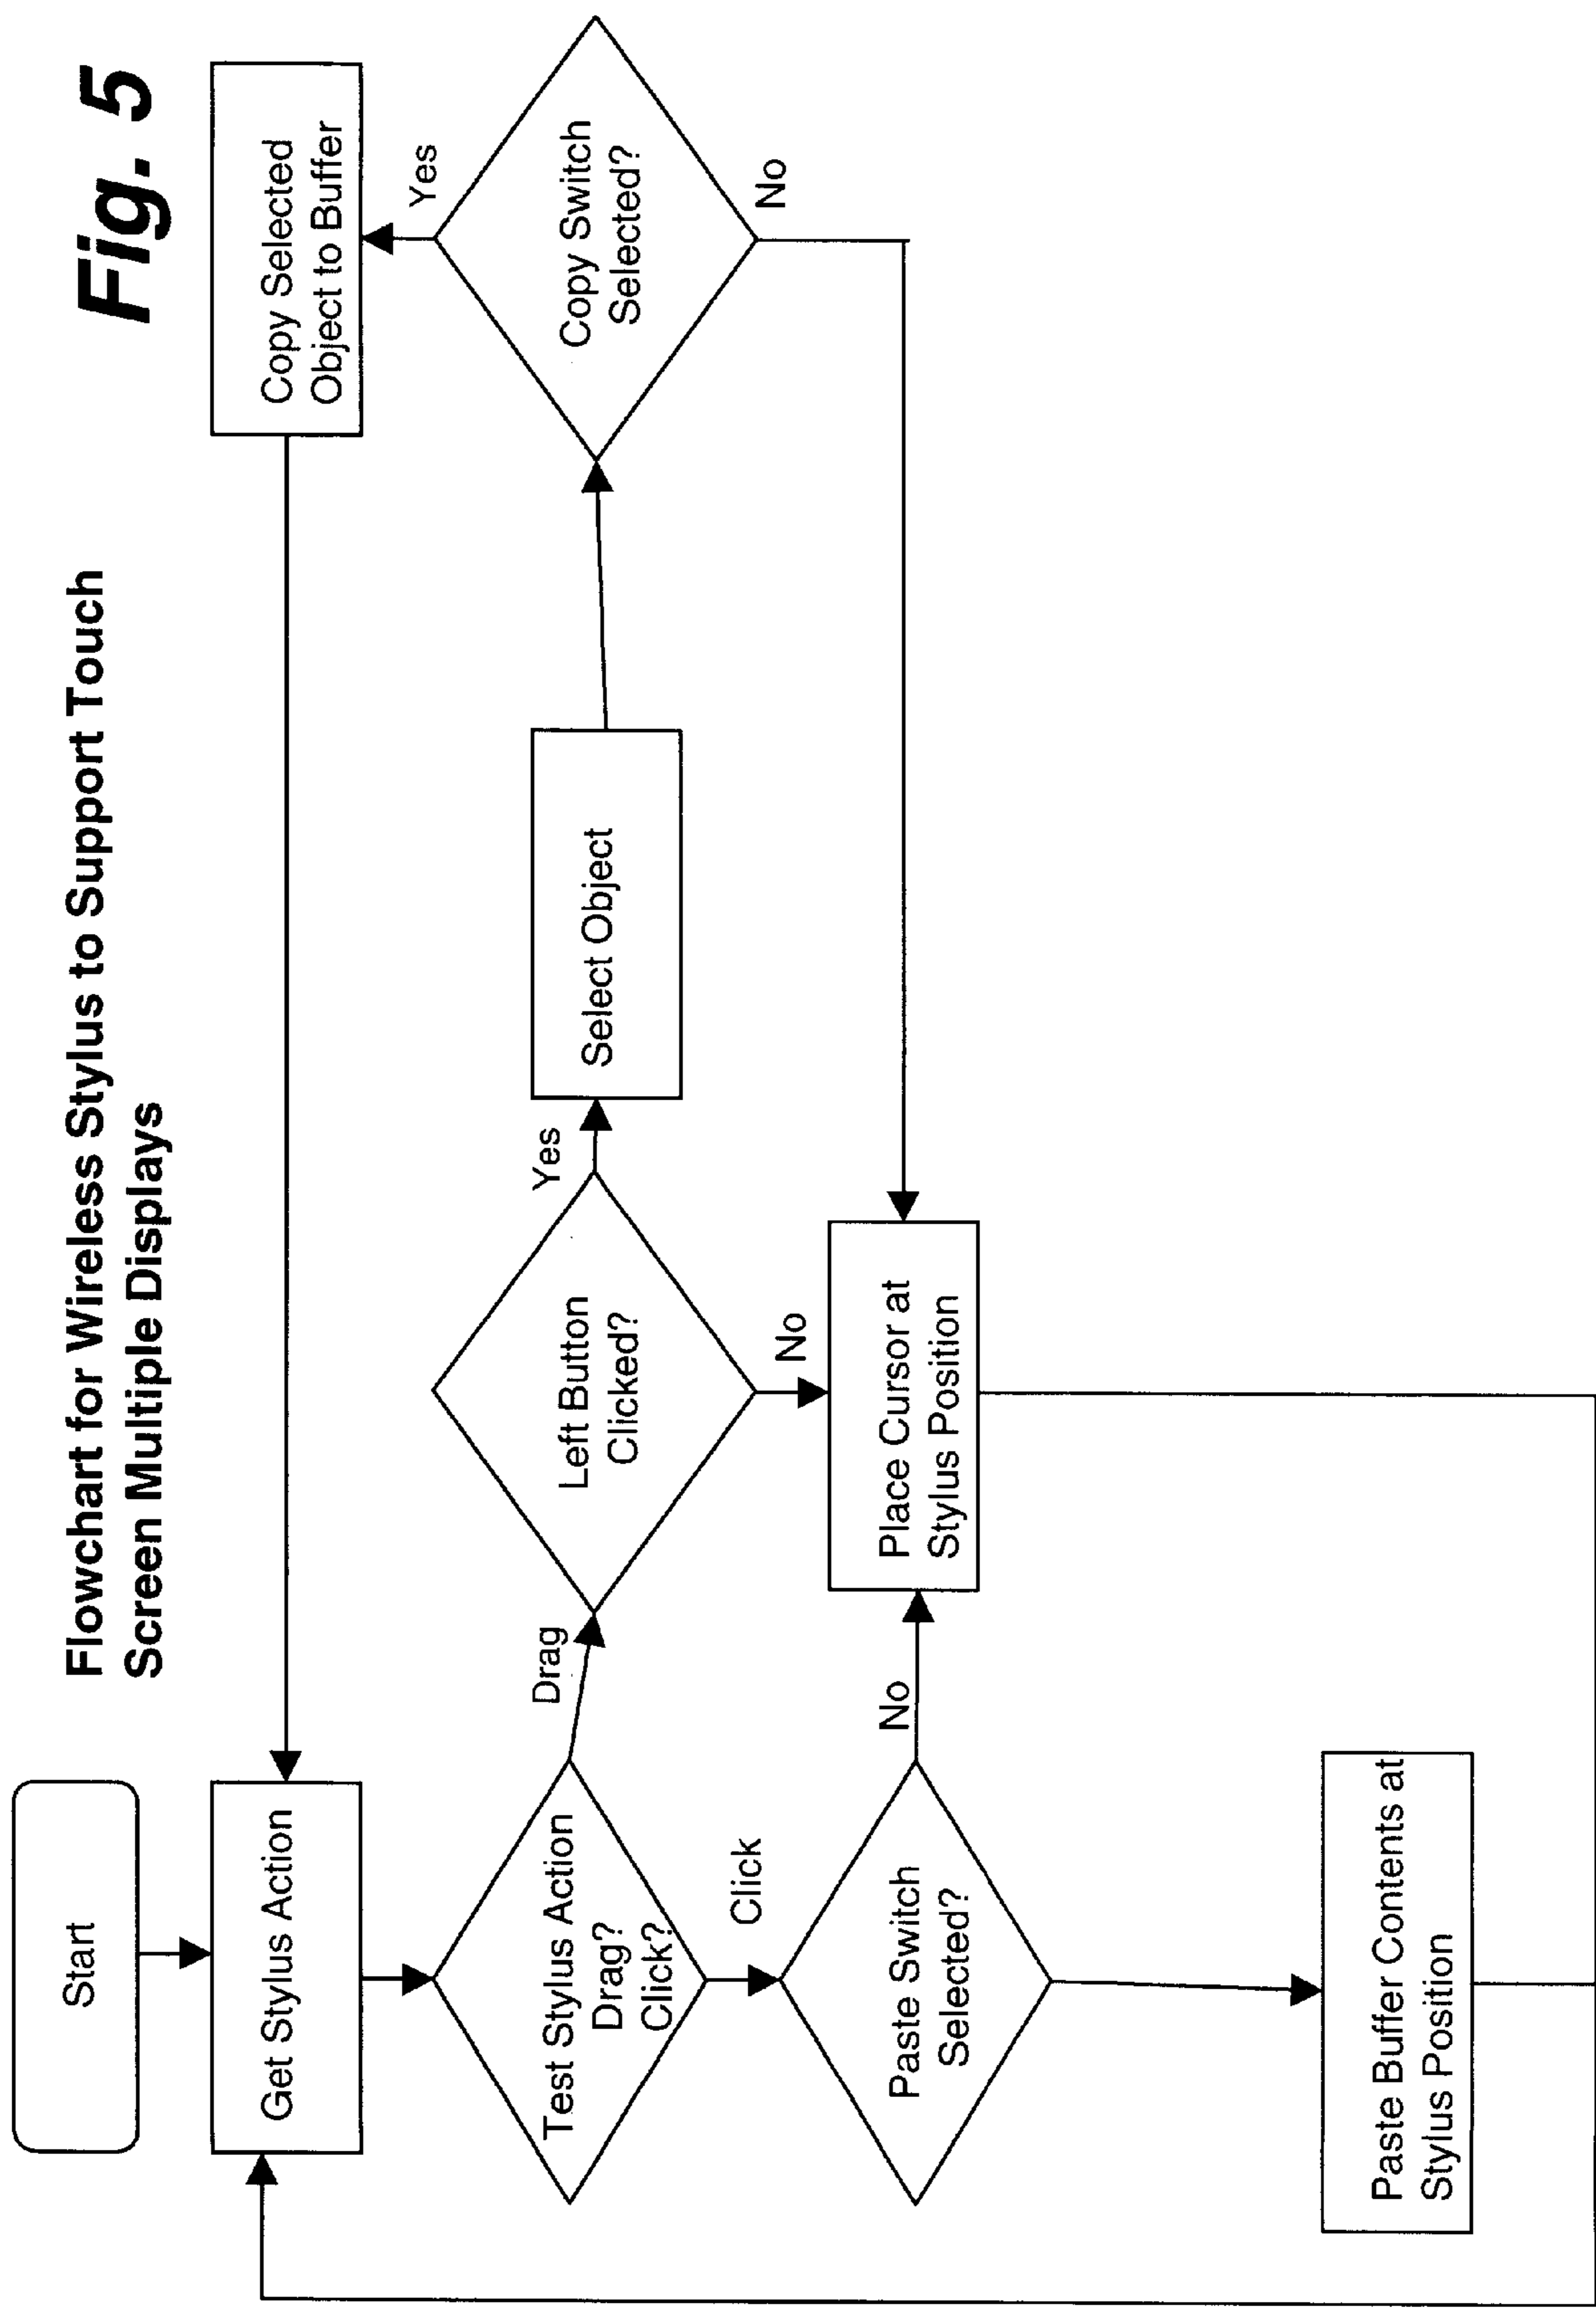 Fig. 5
Flowchart for Wireless Stylus to Support Touch
Screen Multiple Displays
Start
Get Stylus Action
Copy Selected
Object to Buffer
Test Stylus Action
Drag?
Click?
Drag
Left Button
Clicked?
Yes
Select Object
Copy Switch
Selected?
Yes
No
Click
No
Paste Switch
Selected?
No
Place Cursor at
Stylus Position
Paste Buffer Contents at
Stylus Position